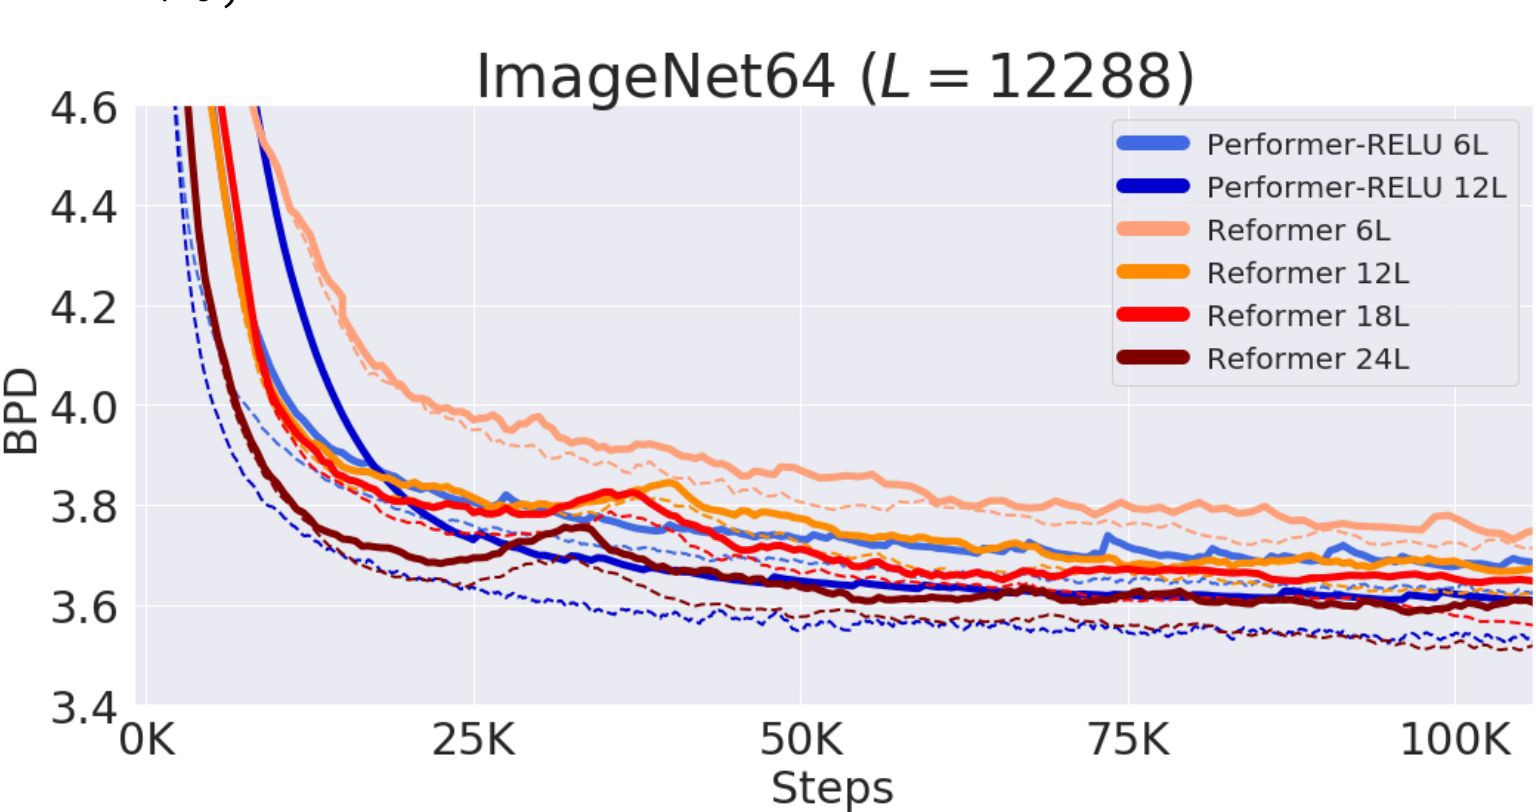 ImageNet64 (L = 12288)
4.6
4.4
4.2
4.0
3.8
3.6
3.4
BPD
Performer-RELU 6L
Performer-RELU 12L
Reformer 6L
Reformer 12L
Reformer 18L
Reformer 24L
0K 25K 50K 75K 100K
Steps